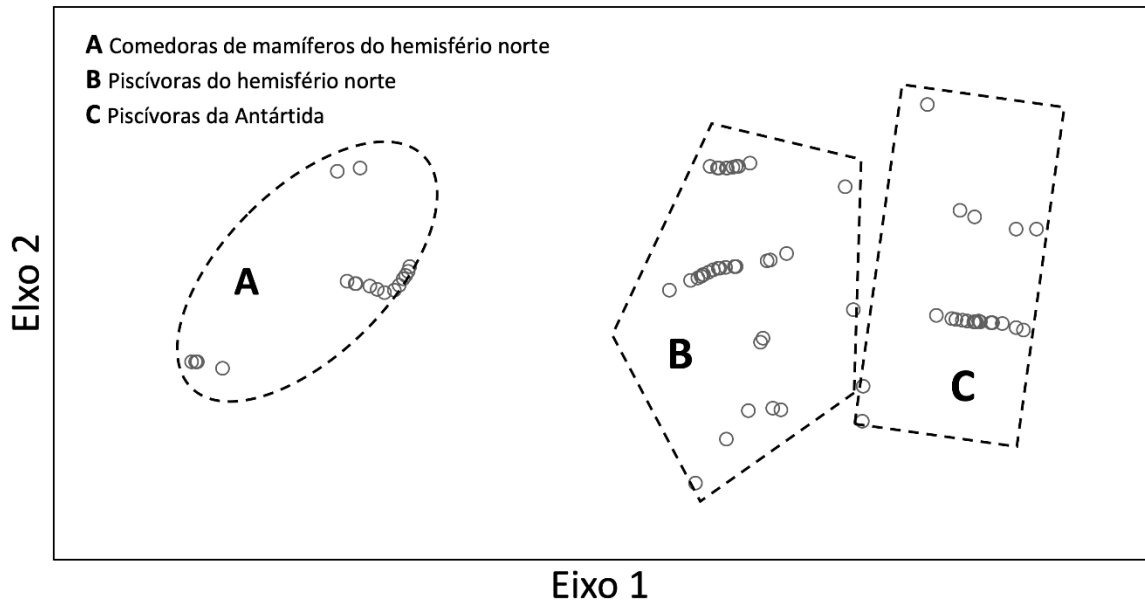 A Comedoras de mamíferos do hemisfério norte
B Piscívoras do hemisfério norte
C Piscívoras da Antártida
A
B
C
EIxo 2
Eixo 1